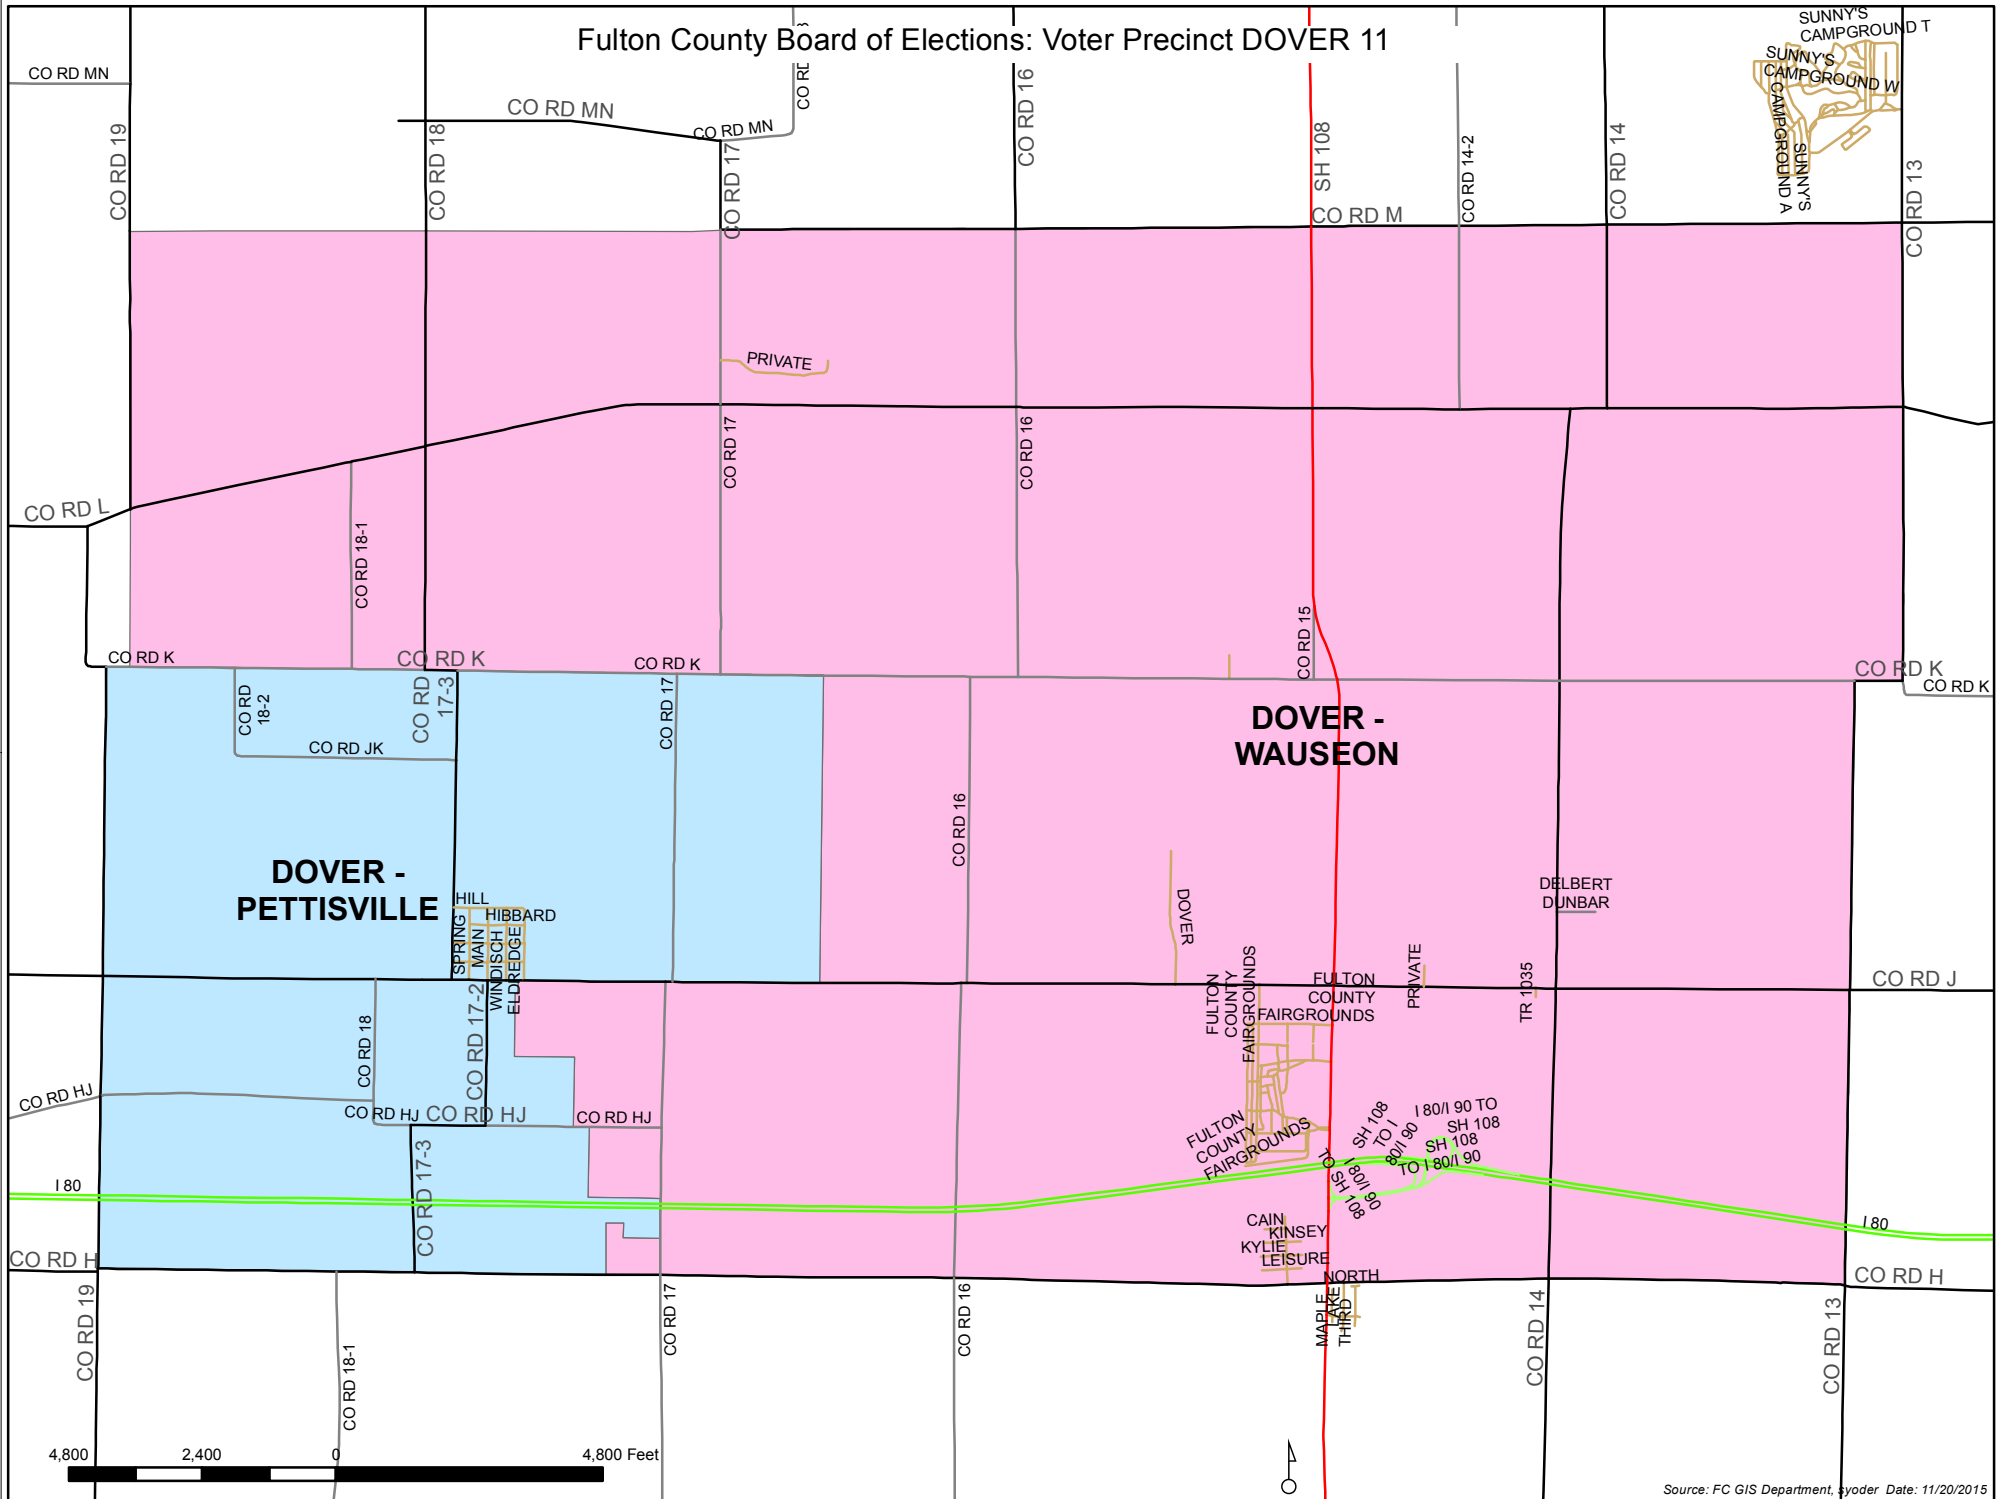 Fulton County Board of Elections: Voter Precinct DOVER 11
SUNNY'S
CAMPGROUND T
SUNNY'S
CAMPGROUND W
CAMPGROUND A
SUNNY'S
CO RD MN
CO RD MN
CO RD MN
CO RD 19
CO RD 18
CO RD 17
CO RD
CO RD 16
SH 108
CO RD 14-2
CO RD 14
CO RD 13
CO RD M
PRIVATE
CO RD 17
CO RD 16
CO RD L
CO RD 18-1
CO RD 15
CO RD K
CO RD K
CO RD K
CO RD K
CO RD K
CO RD
18-2
CO RD
17-3
CO RD 17
CO RD JK
DOVER -
WAUSEON
CO RD 16
DOVER -
PETTISVILLE
HILL
HIBBARD
SPRING
MAIN
WINDISCH
ELDREDGE
DOVER
DELBERT
DUNBAR
FULTON
COUNTY
FAIRGROUNDS
FULTON
COUNTY
FAIRGROUNDS
PRIVATE
TR 1035
CO RD J
CO RD 18
CO RD 17-2
CO RD HJ
CO RD HJ
CO RD HJ
CO RD HJ
FULTON
COUNTY
FAIRGROUNDS
SH 108
TO I
80/I 90
I 80/I 90 TO
SH 108
SH 108
TO I 80/I 90
I 80/I 90
TO SH 108
I 80
CO RD 17-3
I 80
CAIN
KINSEY
KYLIE
LEISURE
NORTH
CO RD H
CO RD H
MAPLE
LAKE
THIRD
CO RD 19
CO RD 18-1
CO RD 17
CO RD 16
CO RD 14
CO RD 13
4,800
2,400
0
4,800 Feet
Source: FC GIS Department, syoder Date: 11/20/2015